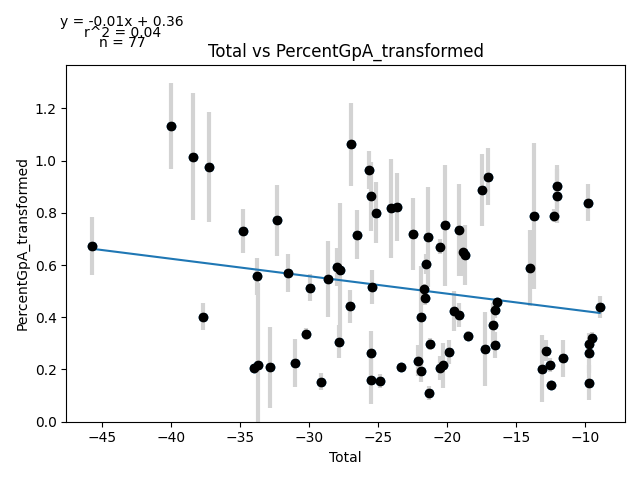 y = -0.01x + 0.36
r^2 = 0.04
n = 77
Total vs PercentGpA_transformed
PercentGpA_transformed
1.2
1.0
0.8
0.6
0.4
0.2
0.0
−45 −40 −35 −30 −25 −20 −15 −10
Total